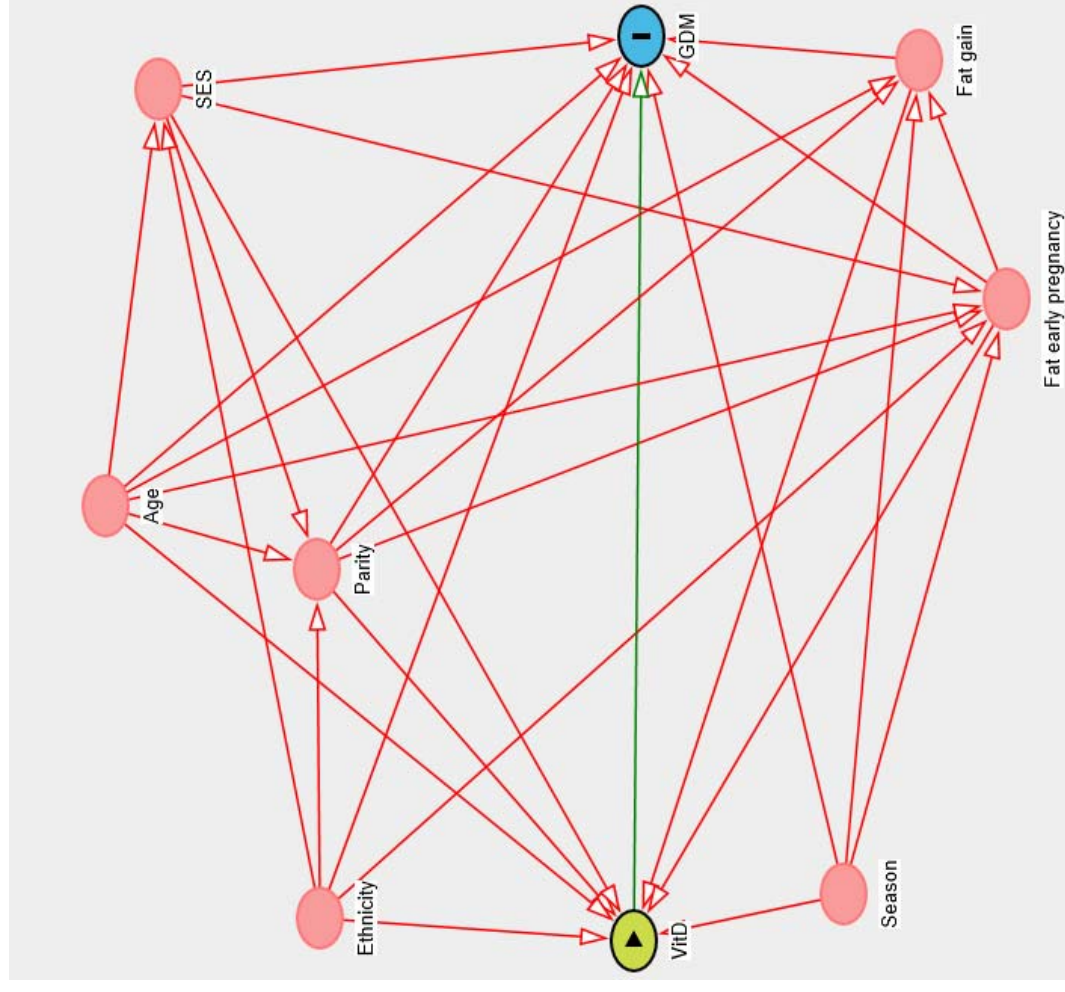 SES
GDM
Fat gain
Fat early pregnancy
Age
Parity
Ethnicity
VitD.
Season